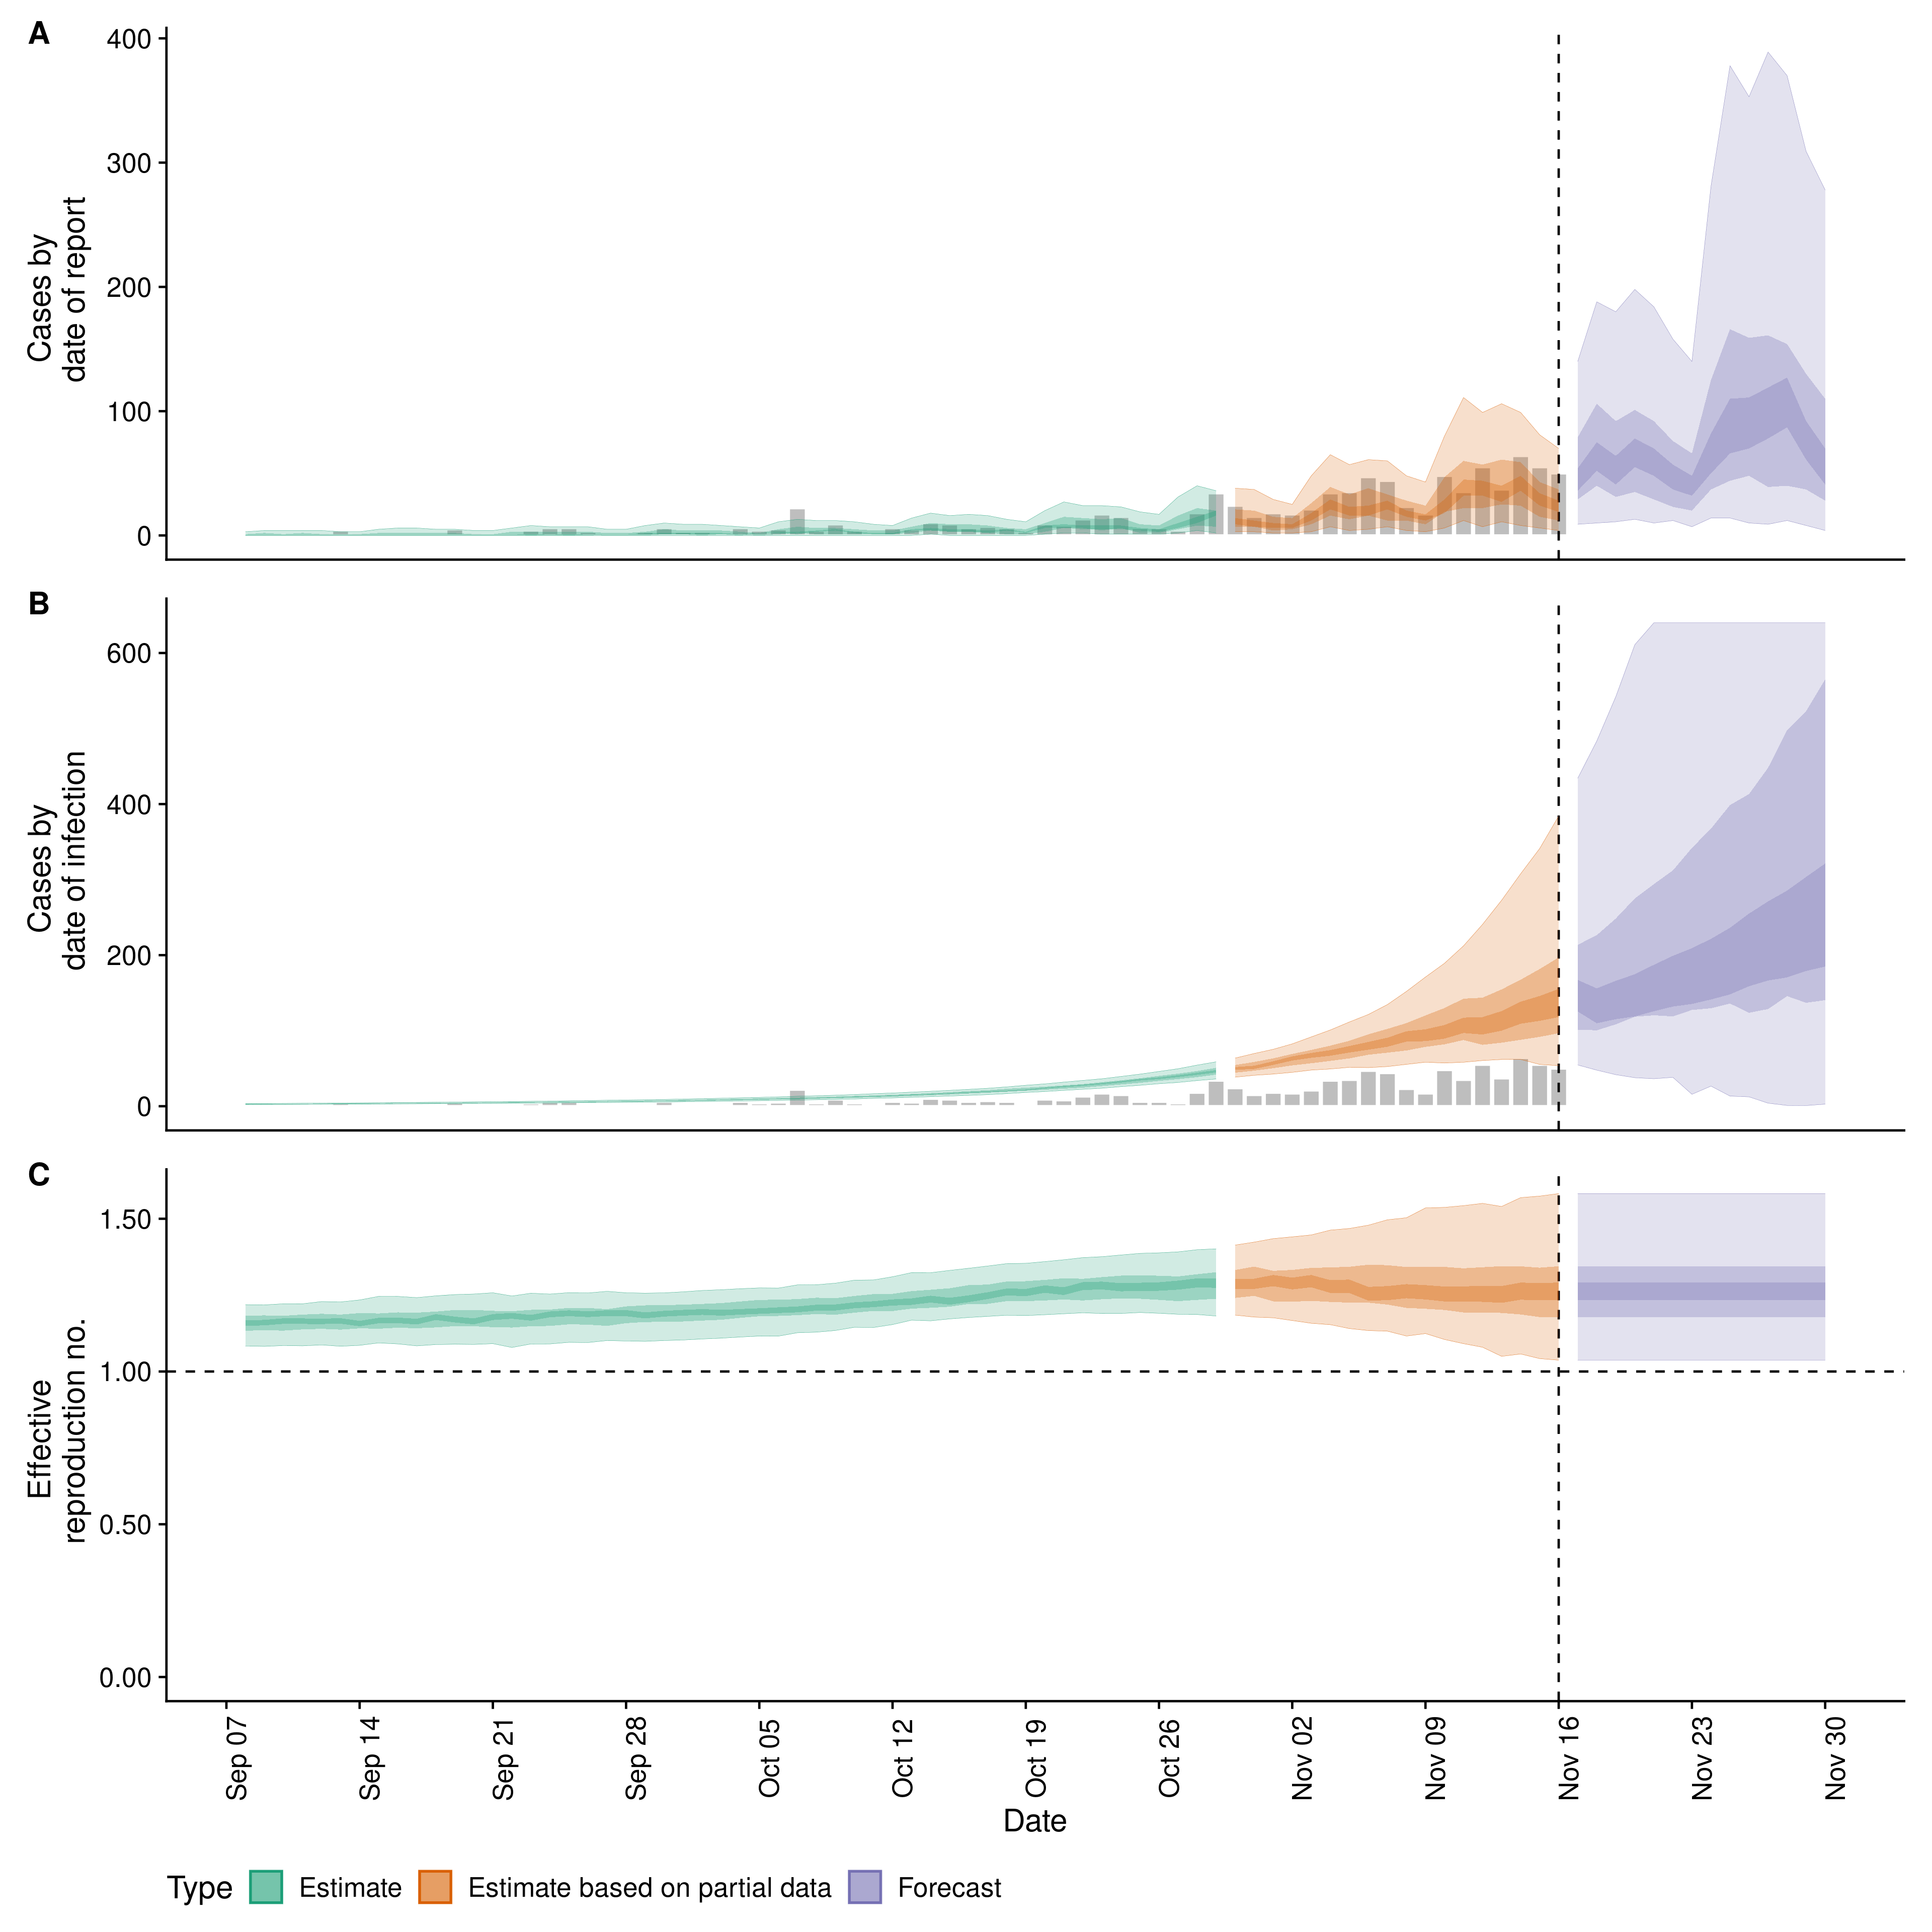 A
400
300
200
100
0
Cases by
date of report
B
600
400
200
0
Cases by
date of infection
C
1.50
1.00
0.50
0.00
Effective
reproduction no.
Sep 07
Sep 14
Sep 21
Sep 28
Oct 05
Oct 12
Oct 19
Oct 26
Nov 02
Nov 09
Nov 16
Nov 23
Nov 30
Date
Type Estimate Estimate based on partial data Forecast